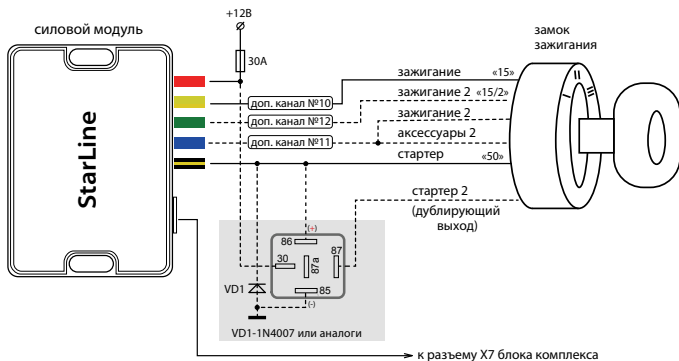 +12В
силовой модуль
замок
зажигания
30А
StarLine
зажигание «15»
доп. канал №10
зажигание 2 «15/2»
доп. канал №12
зажигание 2
доп. канал №11
аксессуары 2
стартер «50»
стартер 2
(дублирующий
выход)
(+)
86
30
87а
87
85
(-)
VD1
VD1-1N4007 или аналоги
к разъему X7 блока комплекса